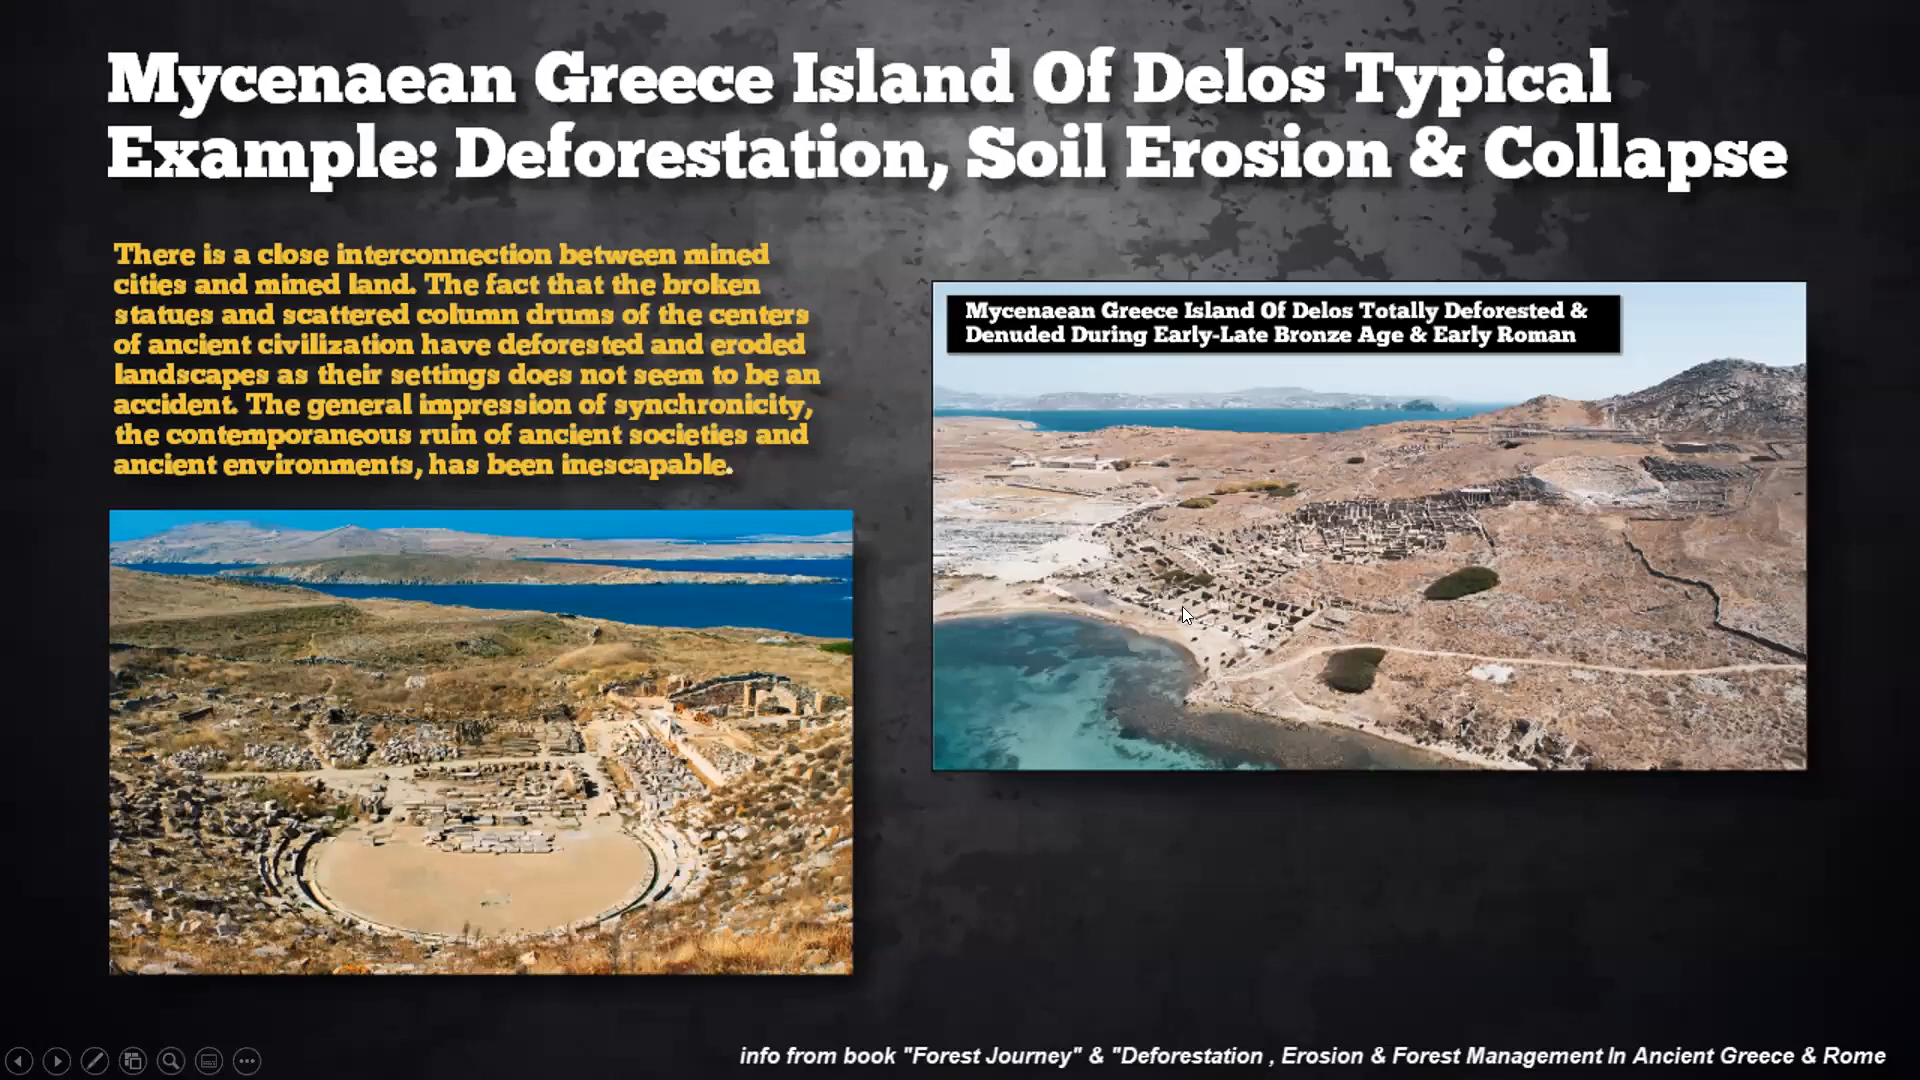 Mycenaean Greece Island Of Delos Typical
Example: Deforestation, Soil Erosion & Collapse
There is a close interconnection between mined
cities and mined land. The fact that the broken
statues and scattered column drums of the centers
of ancient civilization have deforested and eroded
landscapes as their settings does not seem to be an
accident. The general impression of synchronicity,
the contemporaneous ruin of ancient societies and
ancient environments, has been inescapable.
Mycenaean Greece Island Of Delos Totally Deforested &
Denuded During Early-Late Bronze Age & Early Roman
info from book "Forest Journey" & "Deforestation , Erosion & Forest Management In Ancient Greece & Rome